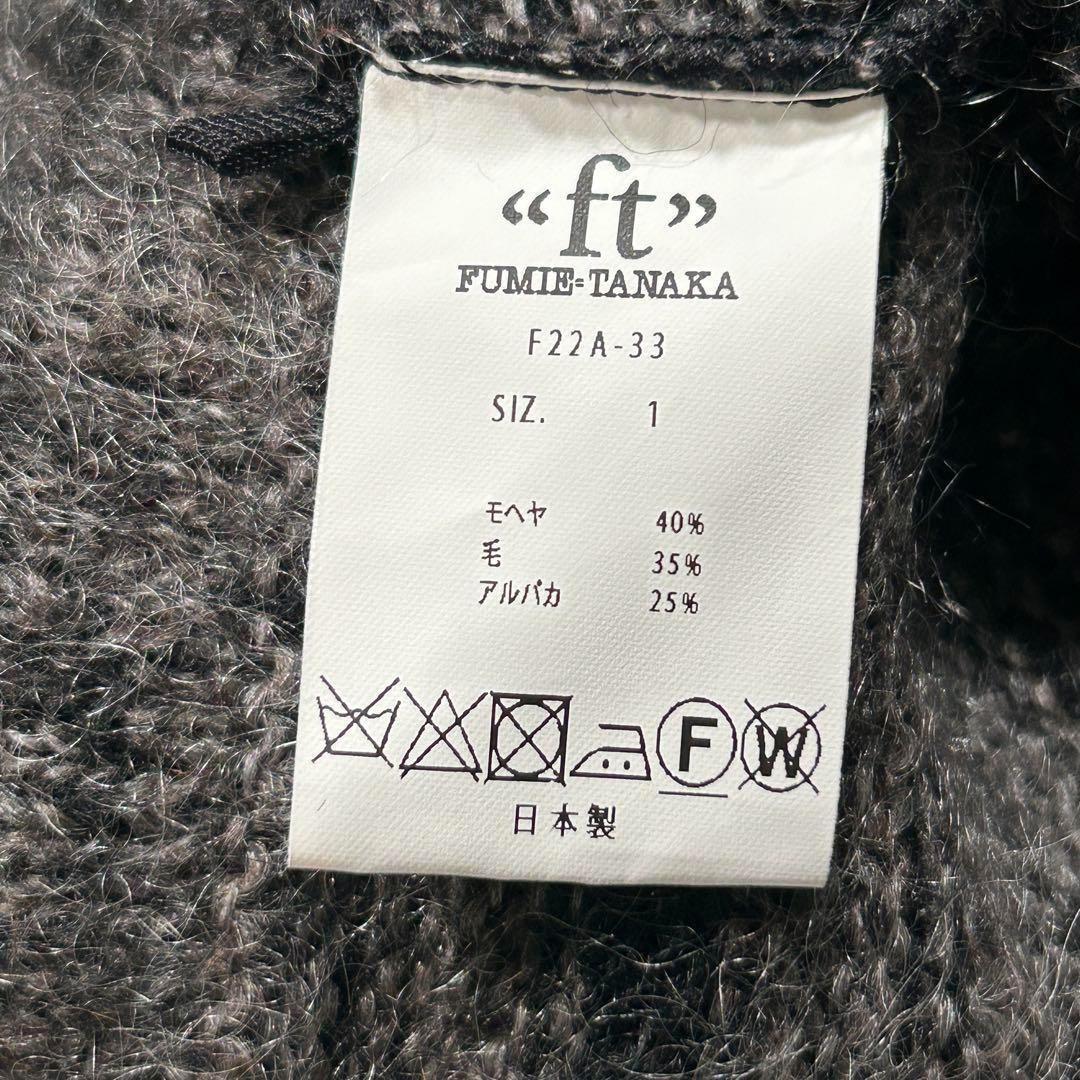 “ft”
FUMIE=TANAKA
F22A-33
SIZ. 1
モヘヤ 40%
毛 35%
アルパカ 25%
F W
日本製